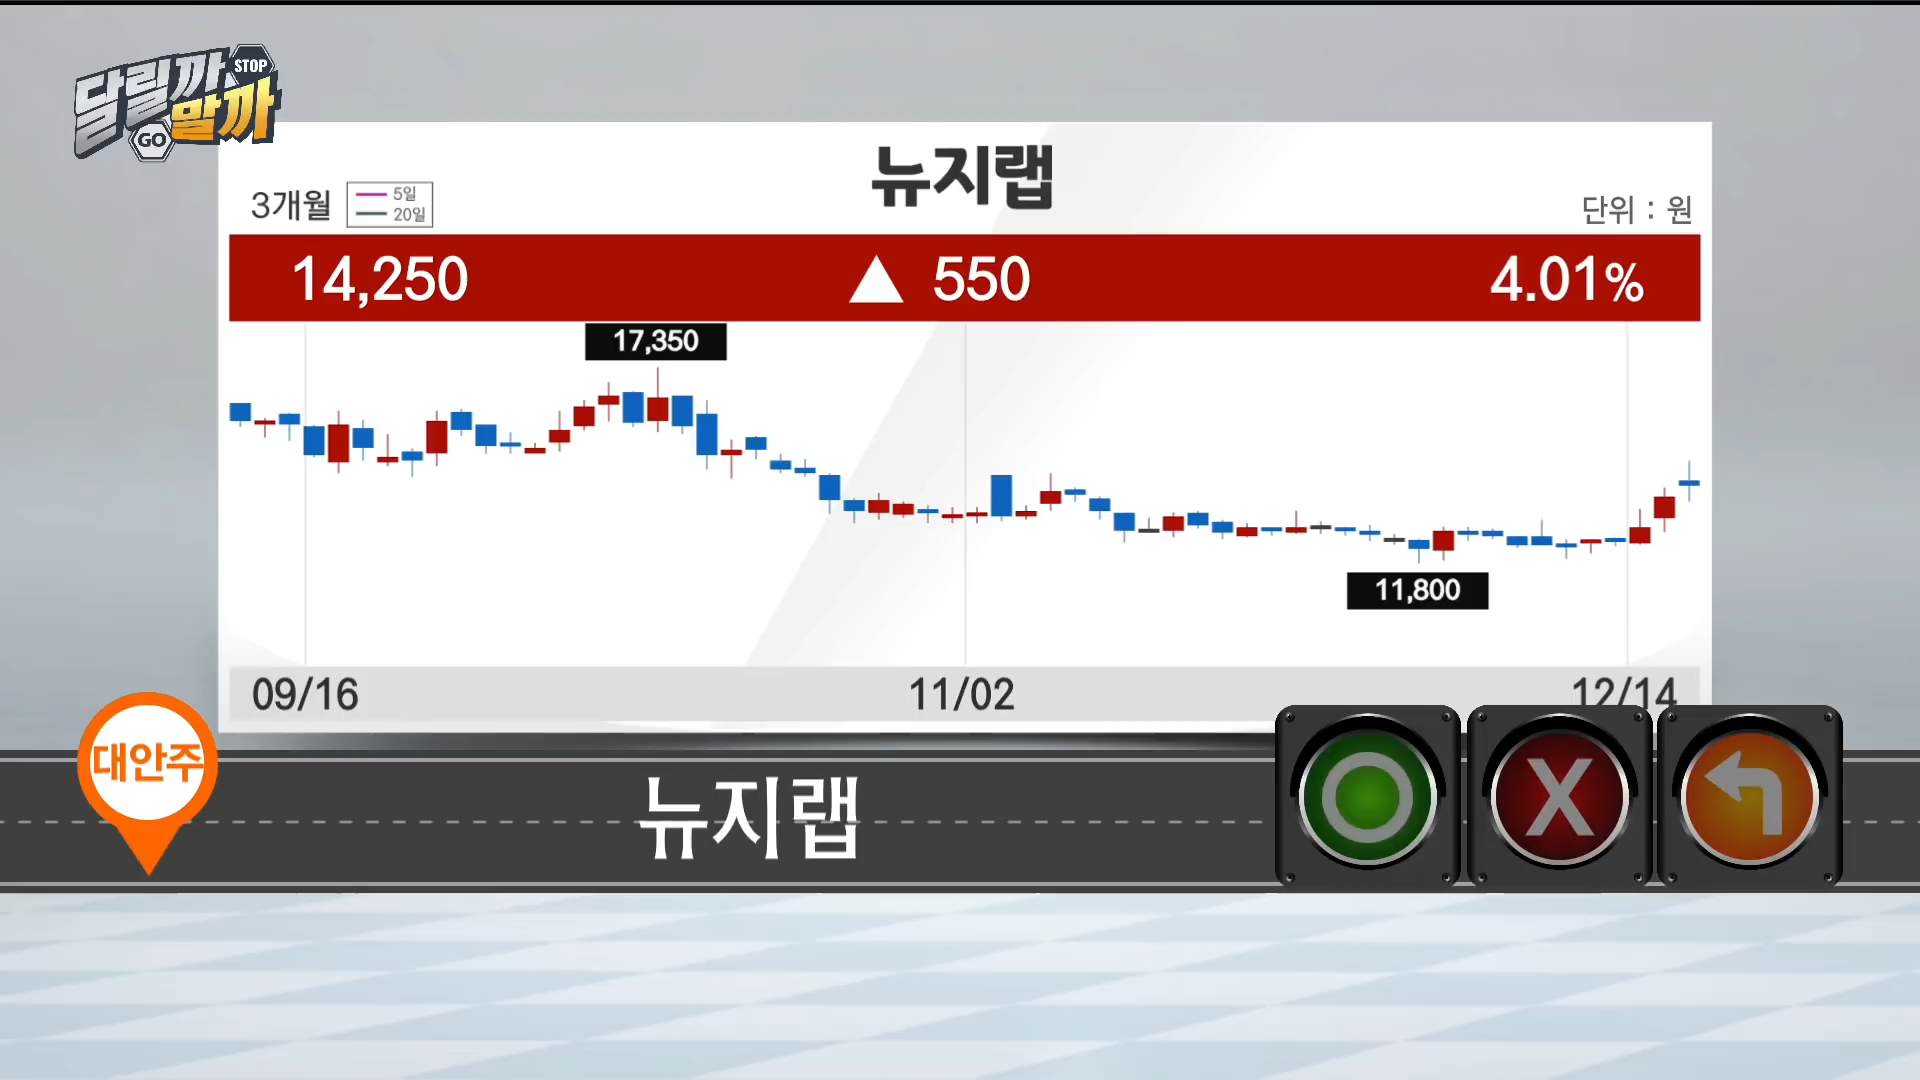 달릴까 STOP
GO 말까
뉴지랩
3개월
5일
20일
단위 : 원
14,250 ▲ 550 4.01%
17,350
11,800
09/16 11/02 12/14
대안주
뉴지랩
X